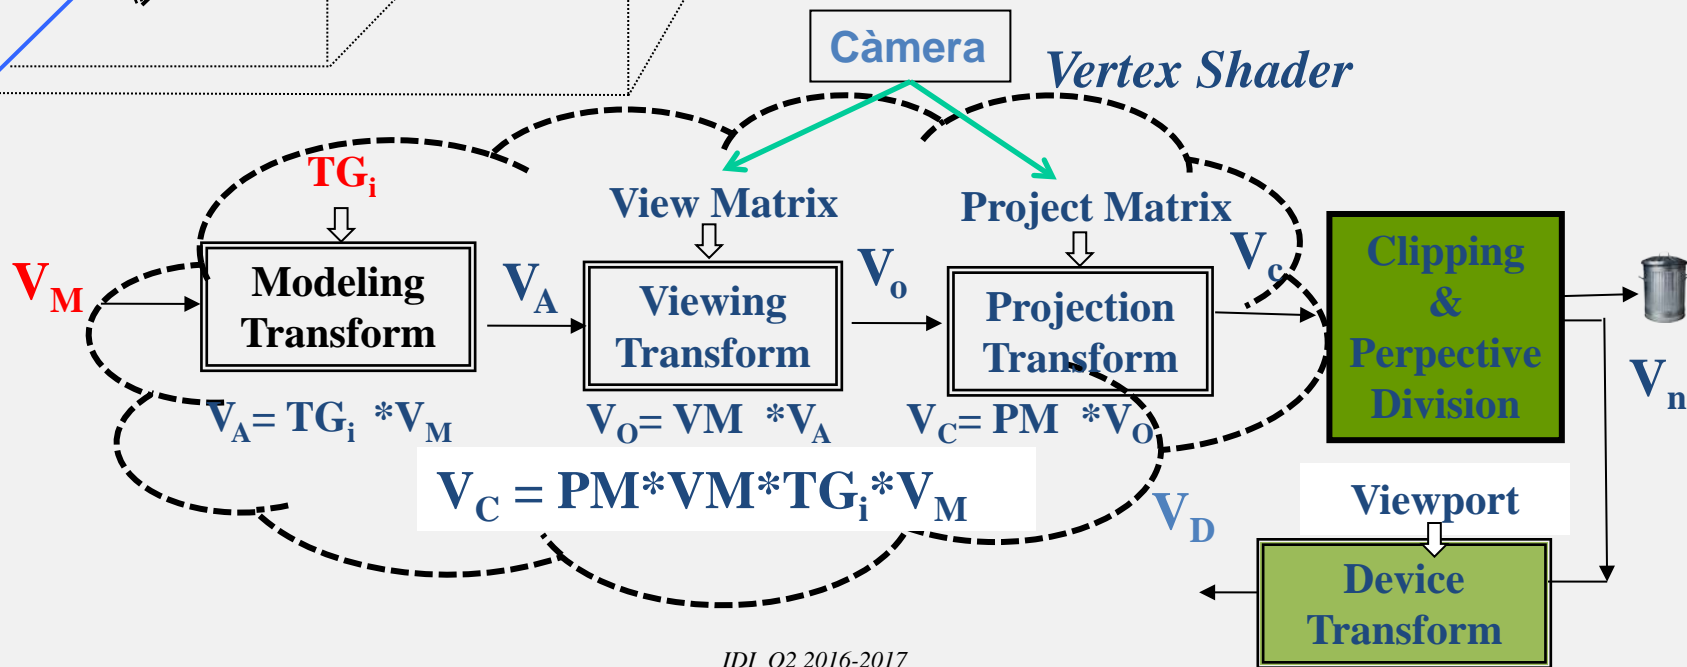 Càmera
Vertex Shader
TGi
View Matrix
Project Matrix
VM
Modeling
Transform
VA
Viewing
Transform
Vo
Projection
Transform
Vc
Clipping
&
Perpective
Division
Vn
VA= TGi *VM
VO= VM *VA
VC= PM *VO
VC = PM*VM*TGi*VM
VD
Viewport
Device
Transform
IDI Q2 2016-2017